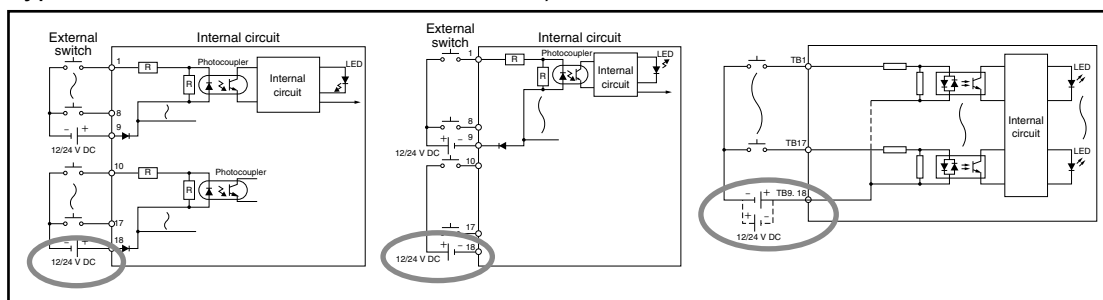 External
switch
Internal circuit
1
R
Photocoupler
LED
R
Internal
circuit
8
9
- +
12/24 V DC
10
R
Photocoupler
R
17
18
- +
12/24 V DC
External
switch
Internal circuit
1
R
Photocoupler
LED
R
Internal
circuit
8
9
+ -
12/24 V DC
10
17
18
+ -
12/24 V DC
TB1
LED
Internal
circuit
TB17
LED
- +
TB9. 18
+ -
12/24 V DC